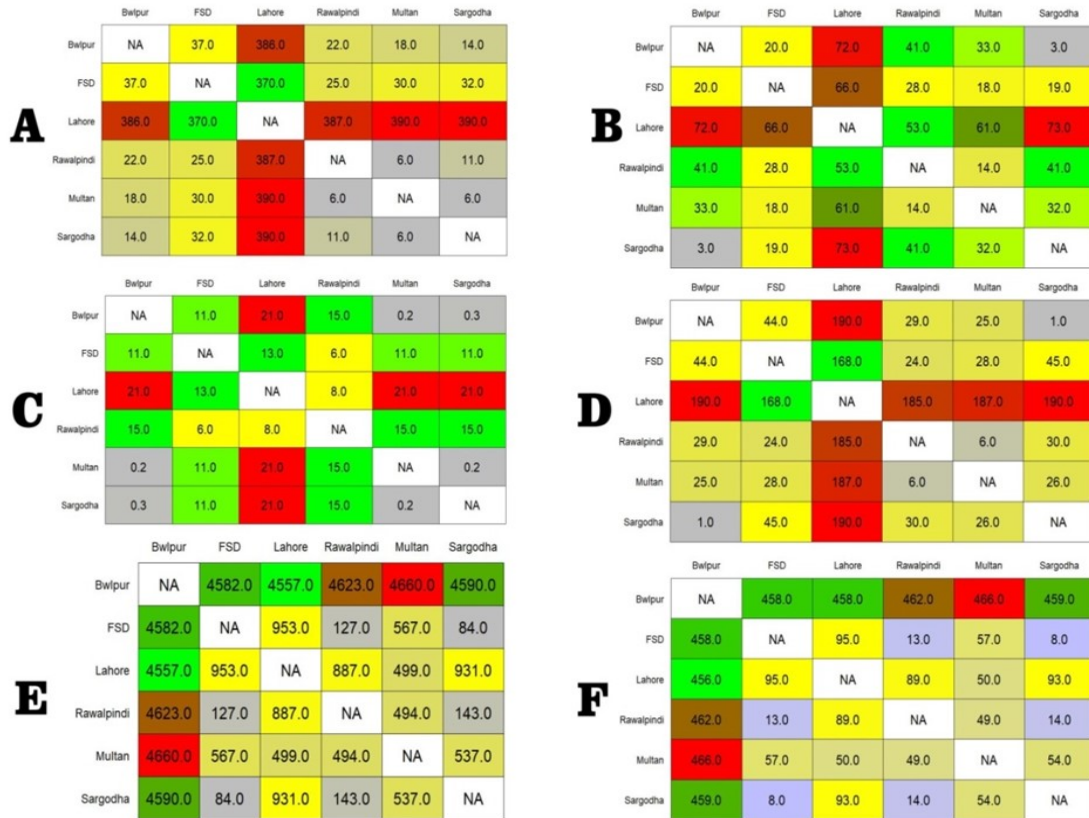 Bwlpur FSD Lahore Rawalpindi Multan Sargodha
Bwlpur NA 37.0 386.0 22.0 18.0 14.0
FSD 37.0 NA 370.0 25.0 30.0 32.0
A Lahore 386.0 370.0 NA 387.0 390.0 390.0
Rawalpindi 22.0 25.0 387.0 NA 6.0 11.0
Multan 18.0 30.0 390.0 6.0 NA 6.0
Sargodha 14.0 32.0 390.0 11.0 6.0 NA
Bwlpur FSD Lahore Rawalpindi Multan Sargodha
Bwlpur NA 20.0 72.0 41.0 33.0 3.0
FSD 20.0 NA 66.0 28.0 18.0 19.0
B Lahore 72.0 66.0 NA 53.0 61.0 73.0
Rawalpindi 41.0 28.0 53.0 NA 14.0 41.0
Multan 33.0 18.0 61.0 14.0 NA 32.0
Sargodha 3.0 19.0 73.0 41.0 32.0 NA
Bwlpur FSD Lahore Rawalpindi Multan Sargodha
Bwlpur NA 11.0 21.0 15.0 0.2 0.3
FSD 11.0 NA 13.0 6.0 11.0 11.0
C Lahore 21.0 13.0 NA 8.0 21.0 21.0
Rawalpindi 15.0 6.0 8.0 NA 15.0 15.0
Multan 0.2 11.0 21.0 15.0 NA 0.2
Sargodha 0.3 11.0 21.0 15.0 0.2 NA
Bwlpur FSD Lahore Rawalpindi Multan Sargodha
Bwlpur NA 44.0 190.0 29.0 25.0 1.0
FSD 44.0 NA 168.0 24.0 28.0 45.0
D Lahore 190.0 168.0 NA 185.0 187.0 190.0
Rawalpindi 29.0 24.0 185.0 NA 6.0 30.0
Multan 25.0 28.0 187.0 6.0 NA 26.0
Sargodha 1.0 45.0 190.0 30.0 26.0 NA
Bwlpur FSD Lahore Rawalpindi Multan Sargodha
Bwlpur NA 4582.0 4557.0 4623.0 4660.0 4590.0
FSD 4582.0 NA 953.0 127.0 567.0 84.0
Lahore 4557.0 953.0 NA 887.0 499.0 931.0
E Rawalpindi 4623.0 127.0 887.0 NA 494.0 143.0
Multan 4660.0 567.0 499.0 494.0 NA 537.0
Sargodha 4590.0 84.0 931.0 143.0 537.0 NA
Bwlpur FSD Lahore Rawalpindi Multan Sargodha
Bwlpur NA 458.0 458.0 462.0 466.0 459.0
FSD 458.0 NA 95.0 13.0 57.0 8.0
Lahore 456.0 95.0 NA 89.0 50.0 93.0
F Rawalpindi 462.0 13.0 89.0 NA 49.0 14.0
Multan 466.0 57.0 50.0 49.0 NA 54.0
Sargodha 459.0 8.0 93.0 14.0 54.0 NA